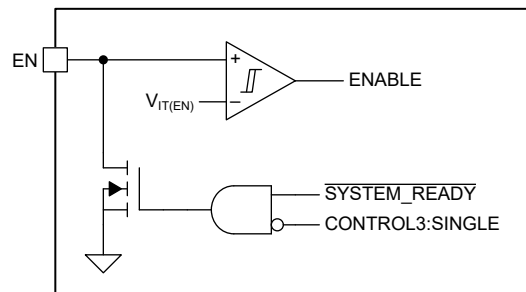 EN
+
ENABLE
V_IT(EN)
−
SYSTEM_READY
CONTROL3:SINGLE